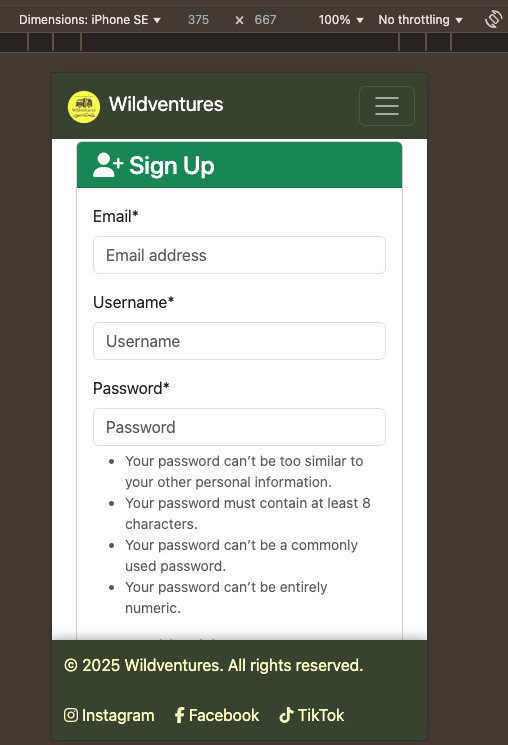 Dimensions: iPhone SE 375 × 667 100% No throttling
Wildventures
Sign Up
Email*
Email address
Username*
Username
Password*
Password
• Your password can’t be too similar to
your other personal information.
• Your password must contain at least 8
characters.
• Your password can’t be a commonly
used password.
• Your password can’t be entirely
numeric.
© 2025 Wildventures. All rights reserved.
Instagram Facebook TikTok